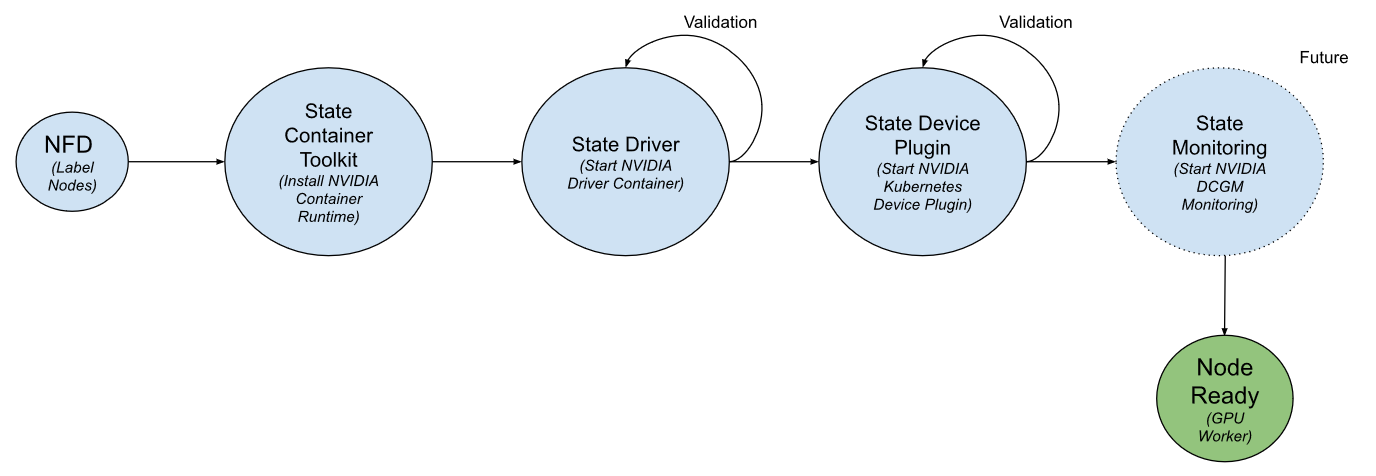 Validation
Validation
Future
NFD
(Label
Nodes)
State
Container
Toolkit
(Install NVIDIA
Container
Runtime)
State Driver
(Start NVIDIA
Driver Container)
State Device
Plugin
(Start NVIDIA
Kubernetes
Device Plugin)
State
Monitoring
(Start NVIDIA
DCGM
Monitoring)
Node
Ready
(GPU
Worker)